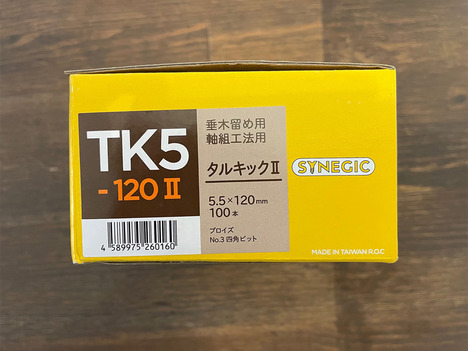 TK5
- 120 II
4 589975 260160
垂木留め用
軸組工法用
タルキックII
5.5×120mm
100本
プロイズ
No.3 四角ビット
SYNEGIC
MADE IN TAIWAN R.O.C